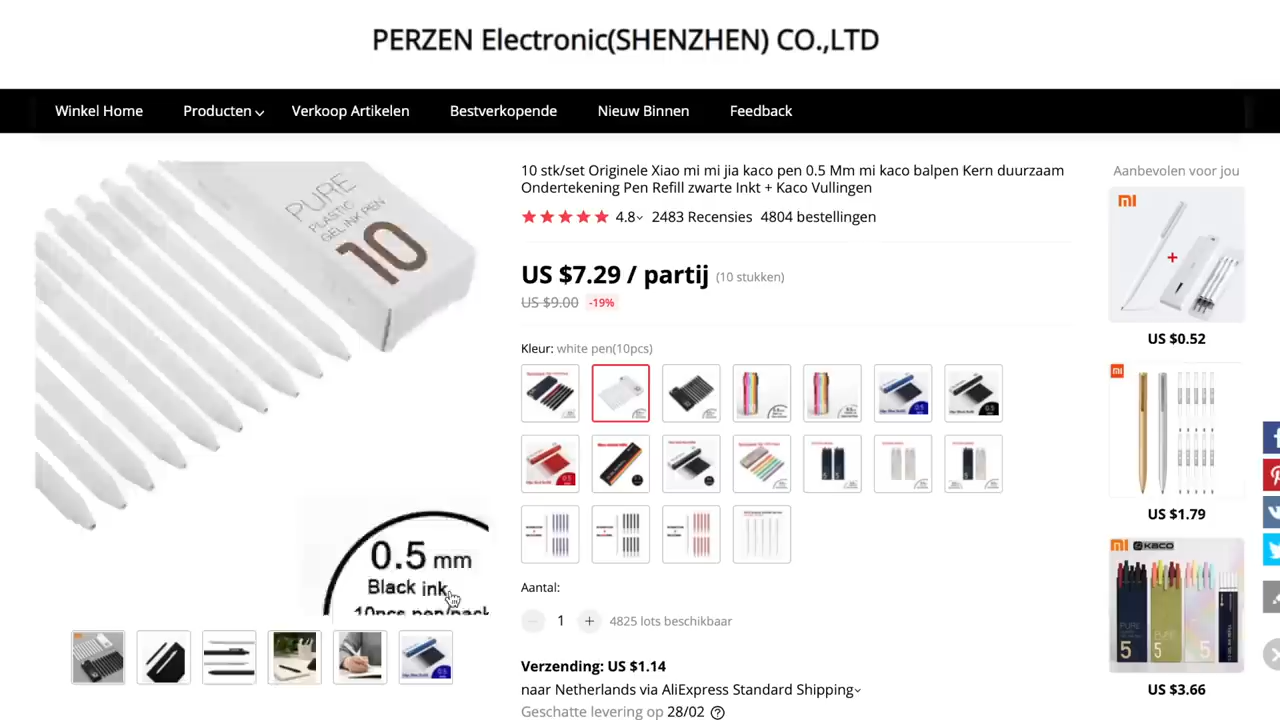 PERZEN Electronic(SHENZHEN) CO.,LTD
Winkel Home Producten Verkoop Artikelen Bestverkopende Nieuw Binnen Feedback
PURE
PLASTIC
GEL INK PEN
10
0.5 mm
Black ink
10pcs pen/pack
10 stk/set Originele Xiao mi mi jia kaco pen 0.5 Mm mi kaco balpen Kern duurzaam
Ondertekening Pen Refill zwarte Inkt + Kaco Vullingen
4.8 2483 Recensies 4804 bestellingen
US $7.29 / partij (10 stukken)
US $9.00 -19%
Kleur: white pen(10pcs)
Aantal:
1 + 4825 lots beschikbaar
Verzending: US $1.14
naar Netherlands via AliExpress Standard Shipping
Geschatte levering op 28/02
Aanbevolen voor jou
mi
+
US $0.52
mi
US $1.79
mi KACO
PURE
5
5
5
US $3.66